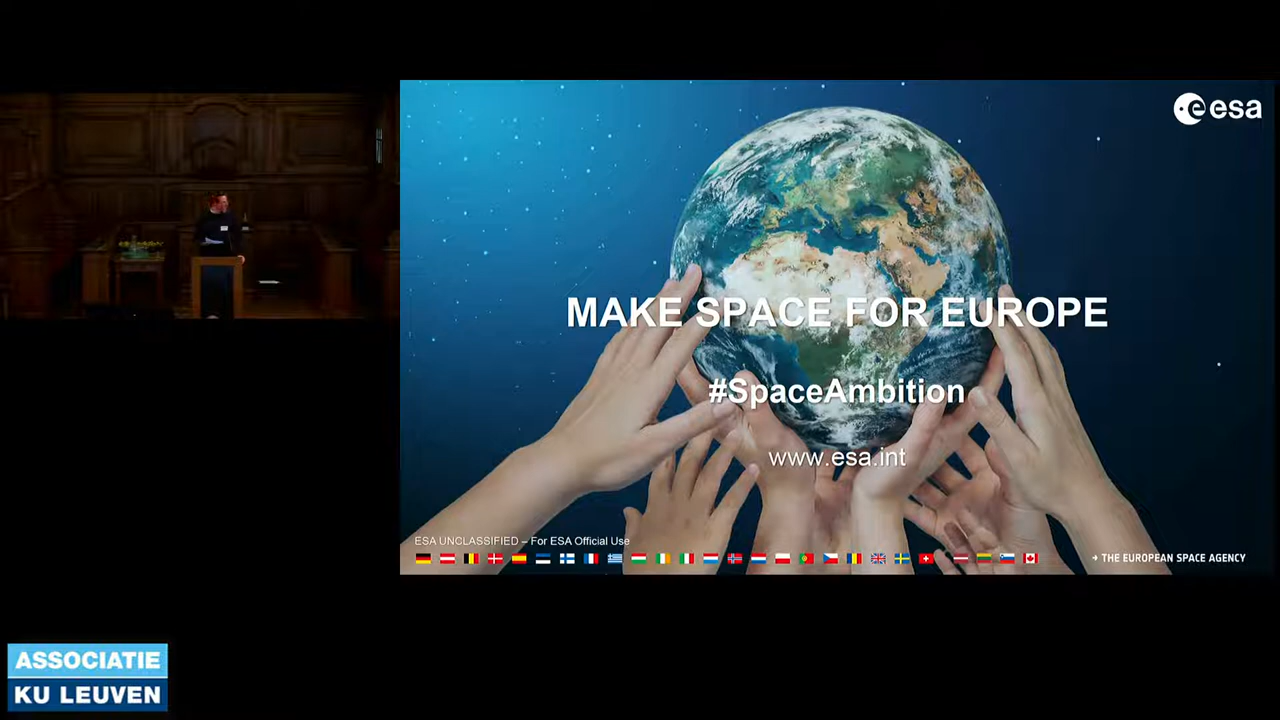 esa
MAKE SPACE FOR EUROPE
#SpaceAmbition
www.esa.int
ESA UNCLASSIFIED – For ESA Official Use
→ THE EUROPEAN SPACE AGENCY
ASSOCIATIE
KU LEUVEN